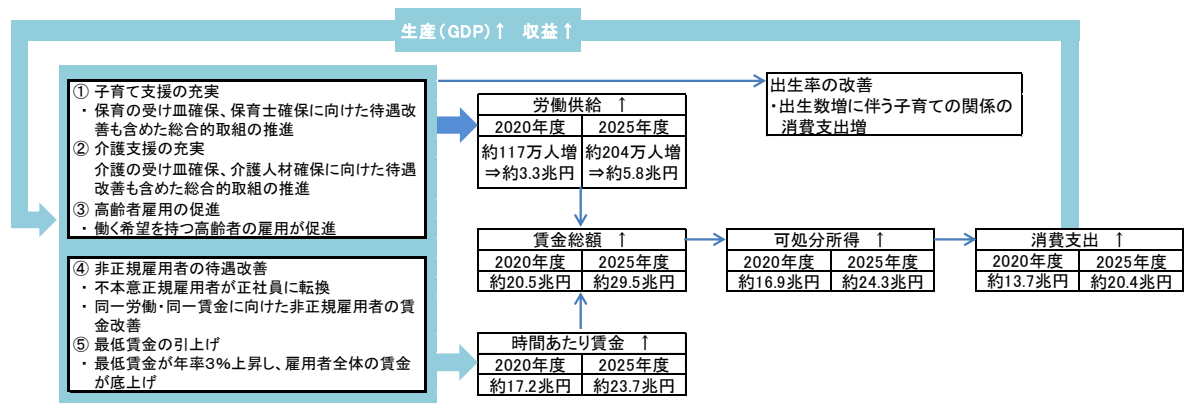 生産（GDP）↑　収益↑
① 子育て支援の充実
・ 保育の受け皿確保、保育士確保に向けた待遇改
善も含めた総合的取組の推進
② 介護支援の充実
介護の受け皿確保、介護人材確保に向けた待遇
改善も含めた総合的取組の推進
③ 高齢者雇用の促進
・ 働く希望を持つ高齢者の雇用が促進
④ 非正規雇用者の待遇改善
・ 不本意正規雇用者が正社員に転換
・ 同一労働・同一賃金に向けた非正規雇用者の賃
金改善
⑤ 最低賃金の引上げ
・ 最低賃金が年率３％上昇し、雇用者全体の賃金
が底上げ
労働供給　↑
2020年度 2025年度
約117万人増 約204万人増
⇒約3.3兆円 ⇒約5.8兆円
出生率の改善
・出生数増に伴う子育ての関係の
消費支出増
賃金総額　↑
2020年度 2025年度
約20.5兆円 約29.5兆円
可処分所得　↑
2020年度 2025年度
約16.9兆円 約24.3兆円
消費支出　↑
2020年度 2025年度
約13.7兆円 約20.4兆円
時間あたり賃金　↑
2020年度 2025年度
約17.2兆円 約23.7兆円